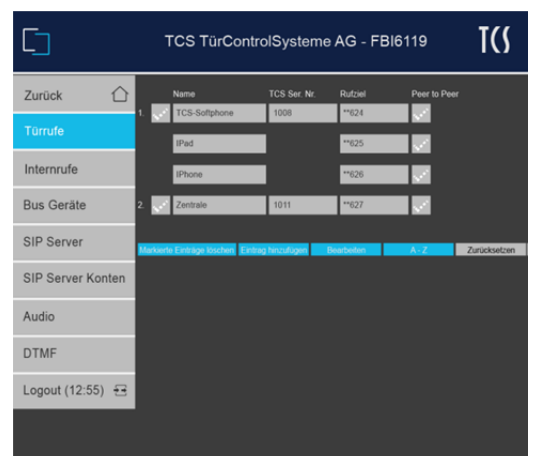 TCS TürControlSysteme AG - FBI6119
TCS
Zurück
Türrufe
Internrufe
Bus Geräte
SIP Server
SIP Server Konten
Audio
DTMF
Logout (12:55)
Name TCS Ser. Nr. Rufziel Peer to Peer
1. TCS-Softphone 1008 **624
IPad **625
IPhone **626
2. Zentrale 1011 **627
Markierte Einträge löschen Eintrag hinzufügen Bearbeiten A - Z Zurücksetzen